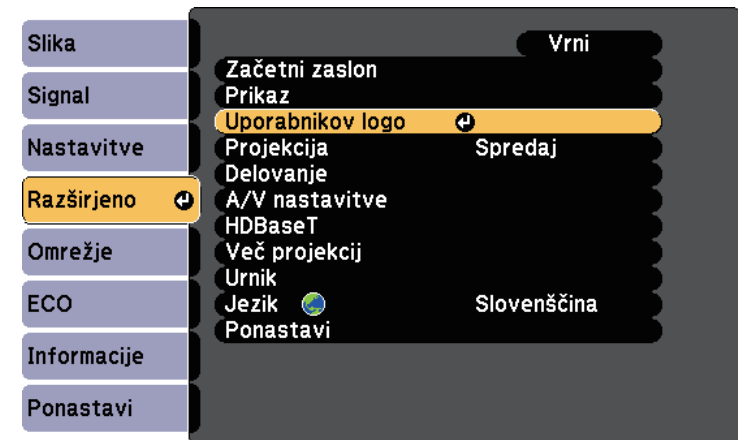 Slika
Signal
Nastavitve
Razširjeno
Omrežje
ECO
Informacije
Ponastavi
Vrni
Začetni zaslon
Prikaz
Uporabnikov logo
Projekcija Spredaj
Delovanje
A/V nastavitve
HDBaseT
Več projekcij
Urnik
Jezik Slovenščina
Ponastavi